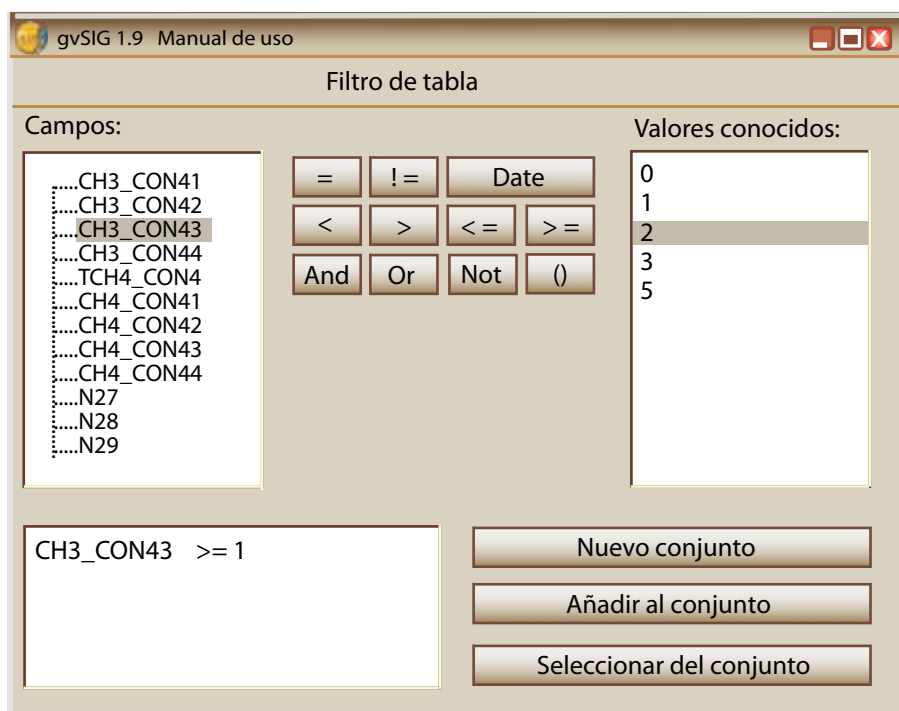 gvSIG 1.9 Manual de uso
Filtro de tabla
Campos:
CH3_CON41
CH3_CON42
CH3_CON43
CH3_CON44
TCH4_CON4
CH4_CON41
CH4_CON42
CH4_CON43
CH4_CON44
N27
N28
N29
= != Date
< > <= >=
And Or Not ()
Valores conocidos:
0
1
2
3
5
CH3_CON43 >= 1
Nuevo conjunto
Añadir al conjunto
Seleccionar del conjunto